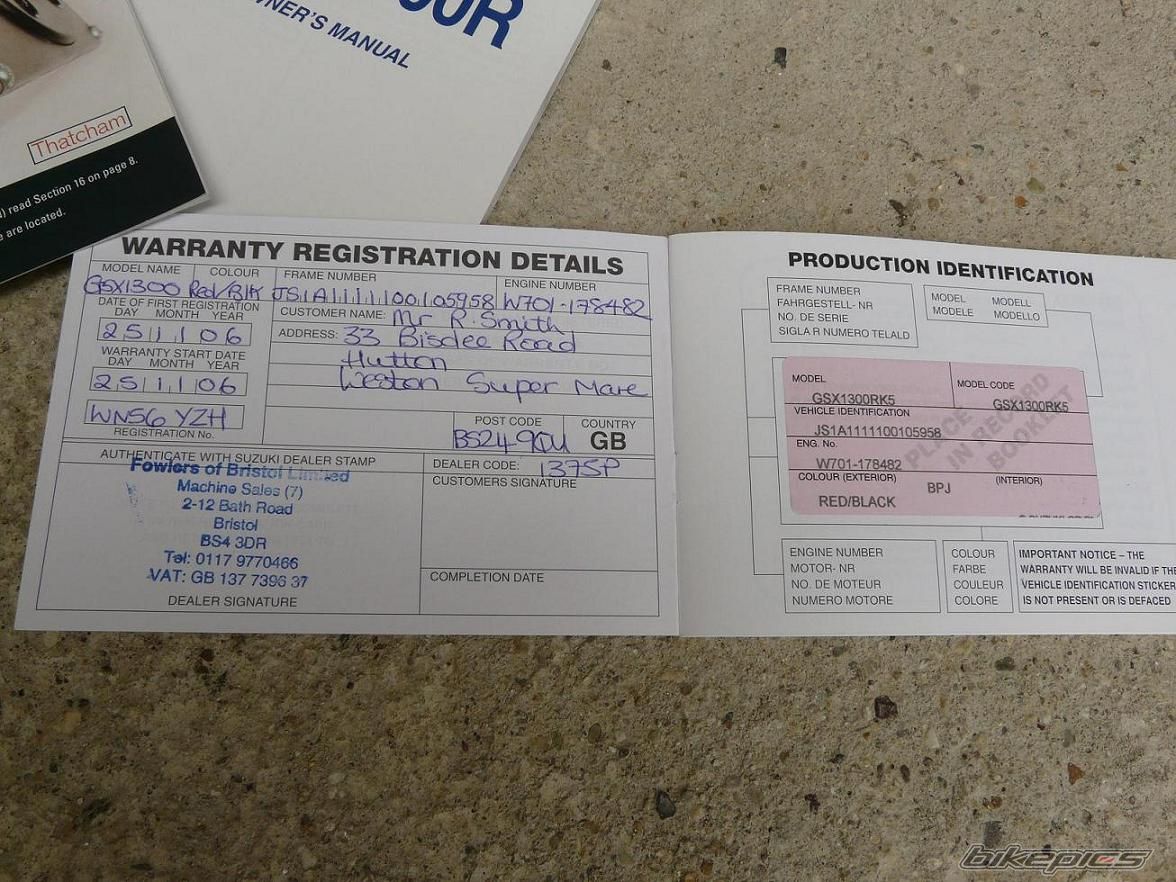 00R
OWNER'S MANUAL
Thatcham
) read Section 16 on page 8.
e are located.
WARRANTY REGISTRATION DETAILS
MODEL NAME COLOUR FRAME NUMBER ENGINE NUMBER
GSX1300 Red/Blk JS1A1111100105958 W701-178482
DATE OF FIRST REGISTRATION
DAY MONTH YEAR
25 11 06
CUSTOMER NAME: Mr R. Smith
ADDRESS: 33 Bisdee Road
Hutton
Weston Super Mare
WARRANTY START DATE
DAY MONTH YEAR
25 11 06
WN56 YZH
REGISTRATION No.
POST CODE COUNTRY
BS24 GB
AUTHENTICATE WITH SUZUKI DEALER STAMP
Fowlers of Bristol Limited
Machine Sales (7)
2-12 Bath Road
Bristol
BS4 3DR
Tel: 0117 9770466
VAT: GB 137 7396 37
DEALER SIGNATURE
DEALER CODE: 1375P
CUSTOMERS SIGNATURE
COMPLETION DATE
PRODUCTION IDENTIFICATION
FRAME NUMBER
FAHRGESTELL- NR
NO. DE SERIE
SIGLA R NUMERO TELALD
MODEL MODELL
MODELE MODELLO
MODEL MODEL CODE
GSX1300RK5 GSX1300RK5
VEHICLE IDENTIFICATION
JS1A1111100105958
ENG. No.
W701-178482
COLOUR (EXTERIOR) BPJ (INTERIOR)
RED/BLACK
PLACE
IN RECORD
BOOKLET
ENGINE NUMBER
MOTOR- NR
NO. DE MOTEUR
NUMERO MOTORE
COLOUR
FARBE
COULEUR
COLORE
IMPORTANT NOTICE – THE
WARRANTY WILL BE INVALID IF THE
VEHICLE IDENTIFICATION STICKER
IS NOT PRESENT OR IS DEFACED
bikepics